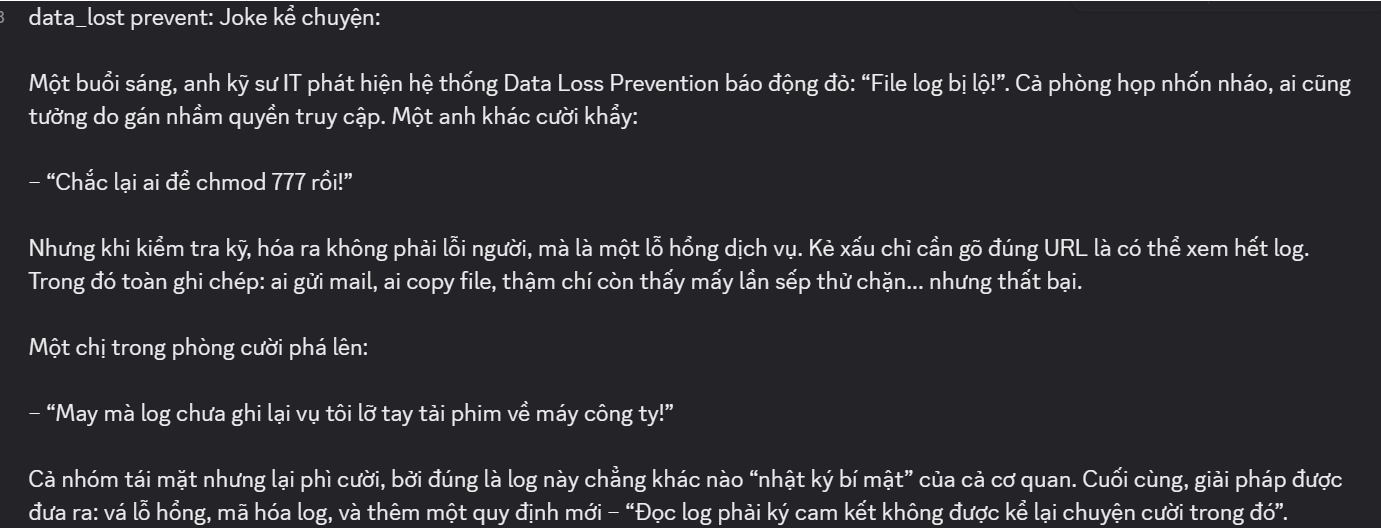 data_lost prevent: Joke kể chuyện:
Một buổi sáng, anh kỹ sư IT phát hiện hệ thống Data Loss Prevention báo động đỏ: “File log bị lộ!”. Cả phòng họp nhốn nháo, ai cũng
tưởng do gán nhầm quyền truy cập. Một anh khác cười khẩy:
– “Chắc lại ai để chmod 777 rồi!”
Nhưng khi kiểm tra kỹ, hóa ra không phải lỗi người, mà là một lỗ hổng dịch vụ. Kẻ xấu chỉ cần gõ đúng URL là có thể xem hết log.
Trong đó toàn ghi chép: ai gửi mail, ai copy file, thậm chí còn thấy mấy lần sếp thử chặn... nhưng thất bại.
Một chị trong phòng cười phá lên:
– “May mà log chưa ghi lại vụ tôi lỡ tay tải phim về máy công ty!”
Cả nhóm tái mặt nhưng lại phì cười, bởi đúng là log này chẳng khác nào “nhật ký bí mật” của cả cơ quan. Cuối cùng, giải pháp được
đưa ra: vá lỗ hổng, mã hóa log, và thêm một quy định mới – “Đọc log phải ký cam kết không được kể lại chuyện cười trong đó”.